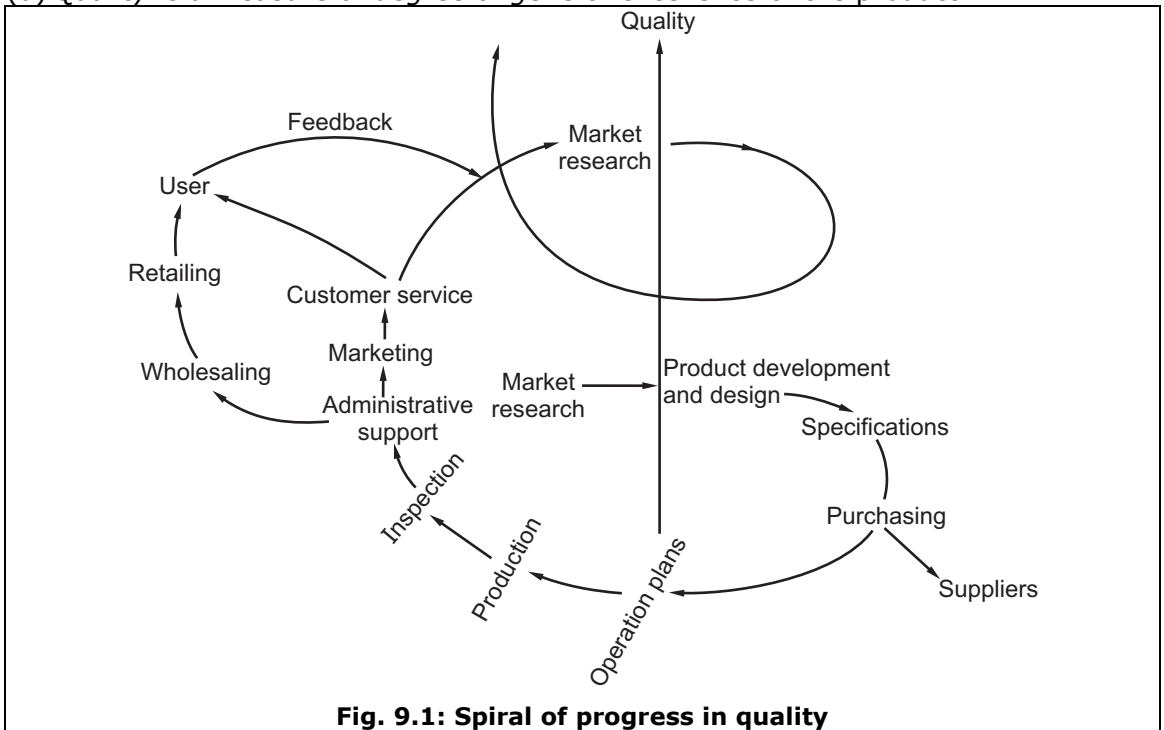 Quality
Feedback
Market
research
User
Retailing
Customer service
Marketing
Wholesaling
Product development
and design
Market
research
Administrative
support
Specifications
Inspection
Purchasing
Production
Operation plans
Suppliers
Fig. 9.1: Spiral of progress in quality